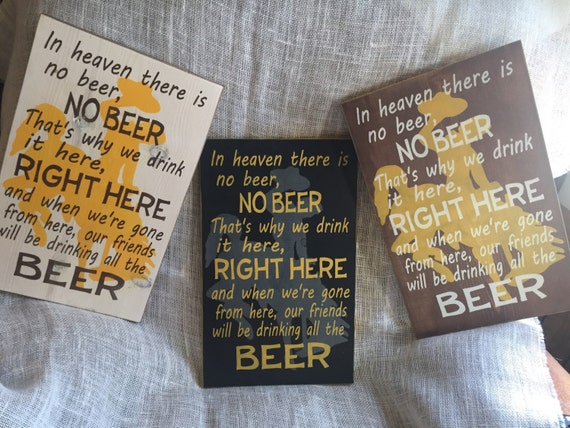 In heaven there is
no beer,
NO BEER
That's why we drink
it here,
RIGHT HERE
and when we're gone
from here, our friends
will be drinking all the
BEER
In heaven there is
no beer,
NO BEER
That's why we drink
it here,
RIGHT HERE
and when we're gone
from here, our friends
will be drinking all the
BEER
In heaven there is
no beer,
NO BEER
That's why we drink
it here,
RIGHT HERE
and when we're gone
from here, our friends
will be drinking all the
BEER